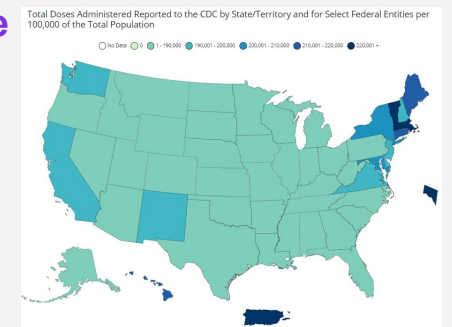 e
Total Doses Administered Reported to the CDC by State/Territory and for Select Federal Entities per
100,000 of the Total Population
No Data 0 1 - 190,000 190,001 - 200,000 200,001 - 210,000 210,001 - 220,000 220,001 +